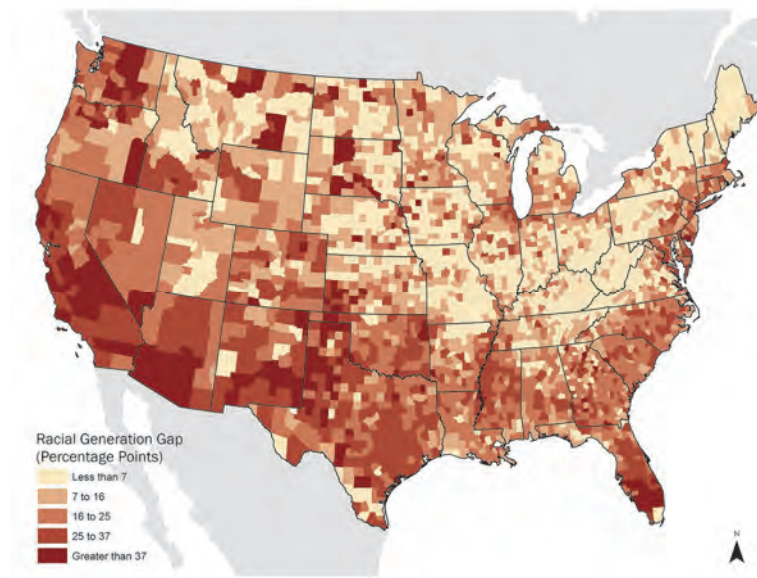 Racial Generation Gap
(Percentage Points)
Less than 7
7 to 16
16 to 25
25 to 37
Greater than 37
N